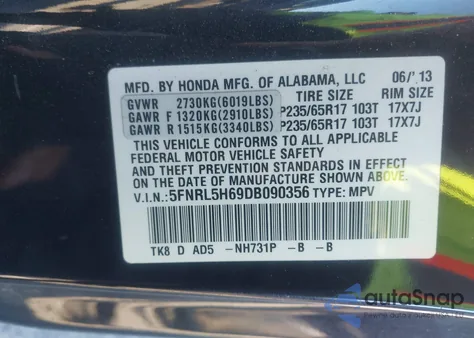 MFD. BY HONDA MFG. OF ALABAMA, LLC 06/'13
TIRE SIZE RIM SIZE
GVWR 2730KG(6019LBS)
GAWR F 1320KG(2910LBS) P235/65R17 103T 17X7J
GAWR R 1515KG(3340LBS) P235/65R17 103T 17X7J
THIS VEHICLE CONFORMS TO ALL APPLICABLE
FEDERAL MOTOR VEHICLE SAFETY
AND THEFT PREVENTION STANDARDS IN
EFFECT ON THE DATE OF MANUFACTURE
SHOWN ABOVE.
V.I.N.: 5FNRL5H69DB090356 TYPE: MPV
TK8 D AD5 -NH731P -B -B
autoSnap